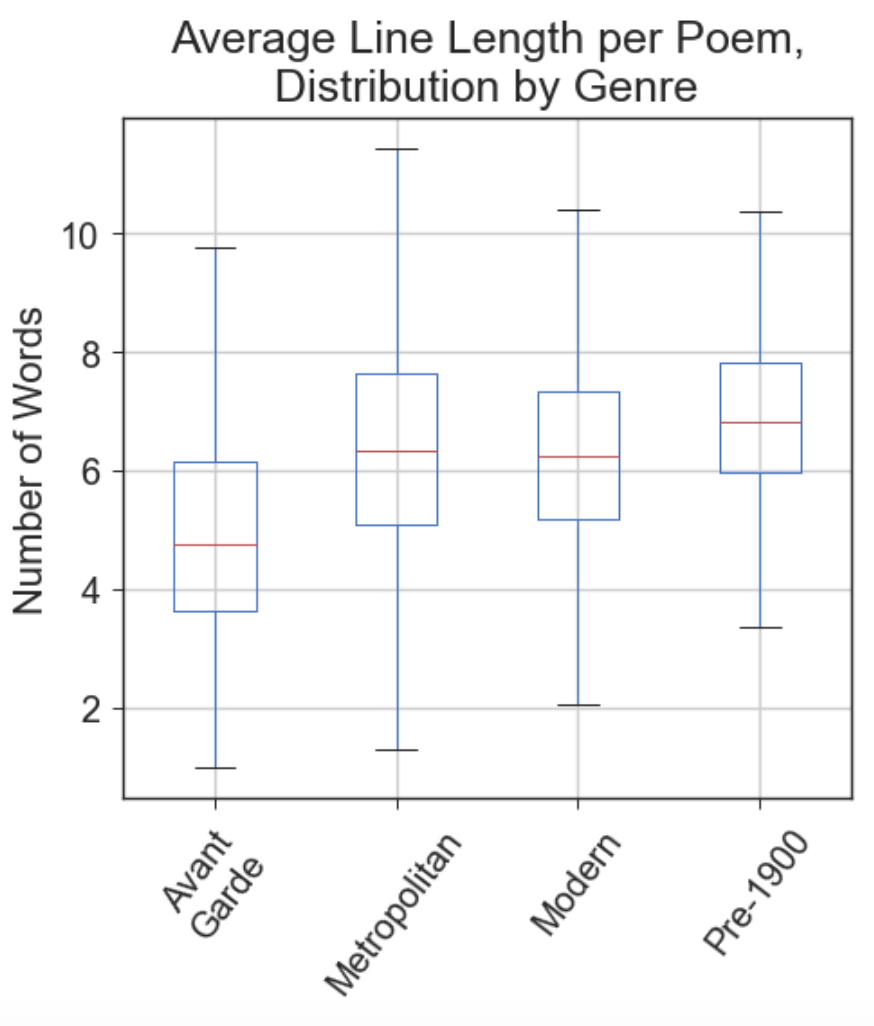 Average Line Length per Poem,
Distribution by Genre
Number of Words
10
8
6
4
2
Avant
Garde
Metropolitan
Modern
Pre-1900